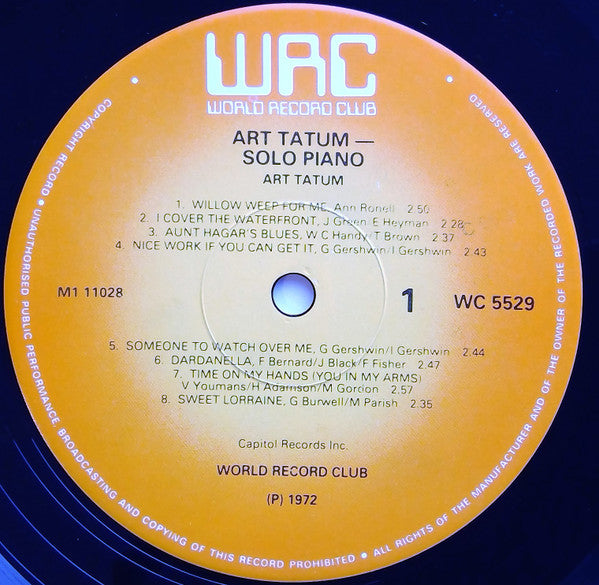 WRC
WORLD RECORD CLUB
ART TATUM —
SOLO PIANO
ART TATUM
1. WILLOW WEEP FOR ME, Ann Ronell 2.50
2. I COVER THE WATERFRONT, J Green E Heyman 2.28
3. AUNT HAGAR'S BLUES, W C Handy/T Brown 2.37
4. NICE WORK IF YOU CAN GET IT, G Gershwin/I Gershwin 2.43
M1 11028
1
WC 5529
5. SOMEONE TO WATCH OVER ME, G Gershwin/I Gershwin 2.44
6. DARDANELLA, F Bernard/J Black/F Fisher 2.47
7. TIME ON MY HANDS (YOU IN MY ARMS)
V Youmans/H Adamson/M Gordon 2.57
8. SWEET LORRAINE, G Burwell/M Parish 2.35
Capitol Records Inc.
WORLD RECORD CLUB
(P) 1972
COPYRIGHT RECORD • UNAUTHORISED PUBLIC PERFORMANCE, BROADCASTING AND COPYING OF THIS RECORD PROHIBITED • ALL RIGHTS OF THE MANUFACTURER AND OF THE OWNER OF THE RECORDED WORK ARE RESERVED